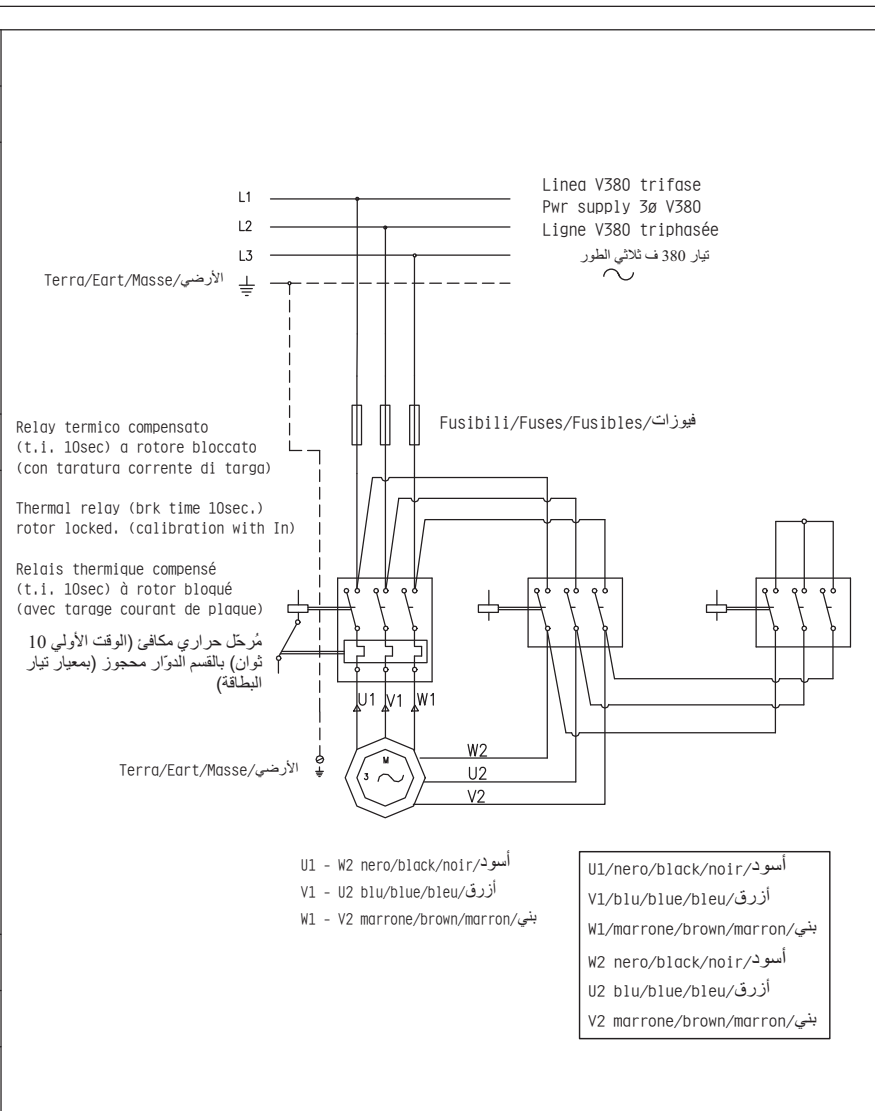 L1
L2
L3
Linea V380 trifase
Pwr supply 3ø V380
Ligne V380 triphasée
تيار 380 ف ثلاثي الطور
Terra/Eart/Masse/الأرضي
Fusibili/Fuses/Fusibles/فيوزات
Relay termico compensato
(t.i. 10sec) a rotore bloccato
(con taratura corrente di targa)
Thermal relay (brk time 10sec.)
rotor locked. (calibration with In)
Relais thermique compensé
(t.i. 10sec) à rotor bloqué
(avec tarage courant de plaque)
مُرحّل حراري مكافئ (الوقت الأولي 10
ثوان) بالقسم الدوّار محجوز (بمعيار تيار
البطاقة)
U1 V1 W1
Terra/Eart/Masse/الأرضي
M
3
W2
U2
V2
U1 - W2 nero/black/noir/أسود
V1 - U2 blu/blue/bleu/أزرق
W1 - V2 marrone/brown/marron/بني
U1/nero/black/noir/أسود
V1/blu/blue/bleu/أزرق
W1/marrone/brown/marron/بني
W2 nero/black/noir/أسود
U2 blu/blue/bleu/أزرق
V2 marrone/brown/marron/بني